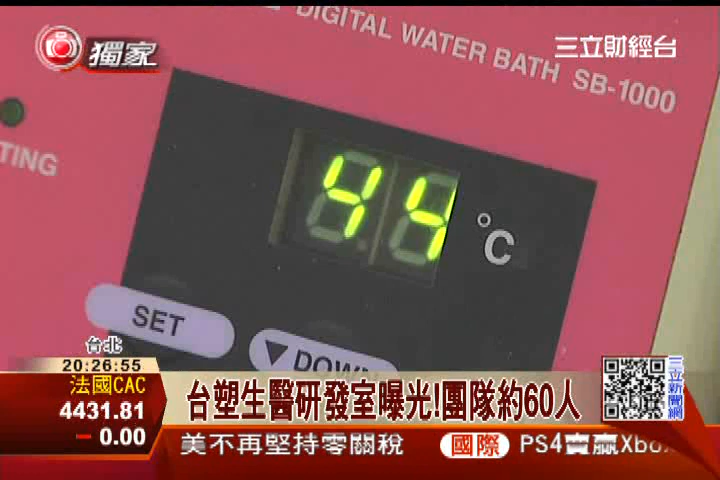 獨家
三立財經台
DIGITAL WATER BATH SB-1000
TING
44 °C
SET
▼DOWN
台北
20:26:55
法國CAC
4431.81
0.00
台塑生醫研發室曝光!團隊約60人
三立新聞網
美不再堅持零關稅
國際 PS4賣贏Xbox